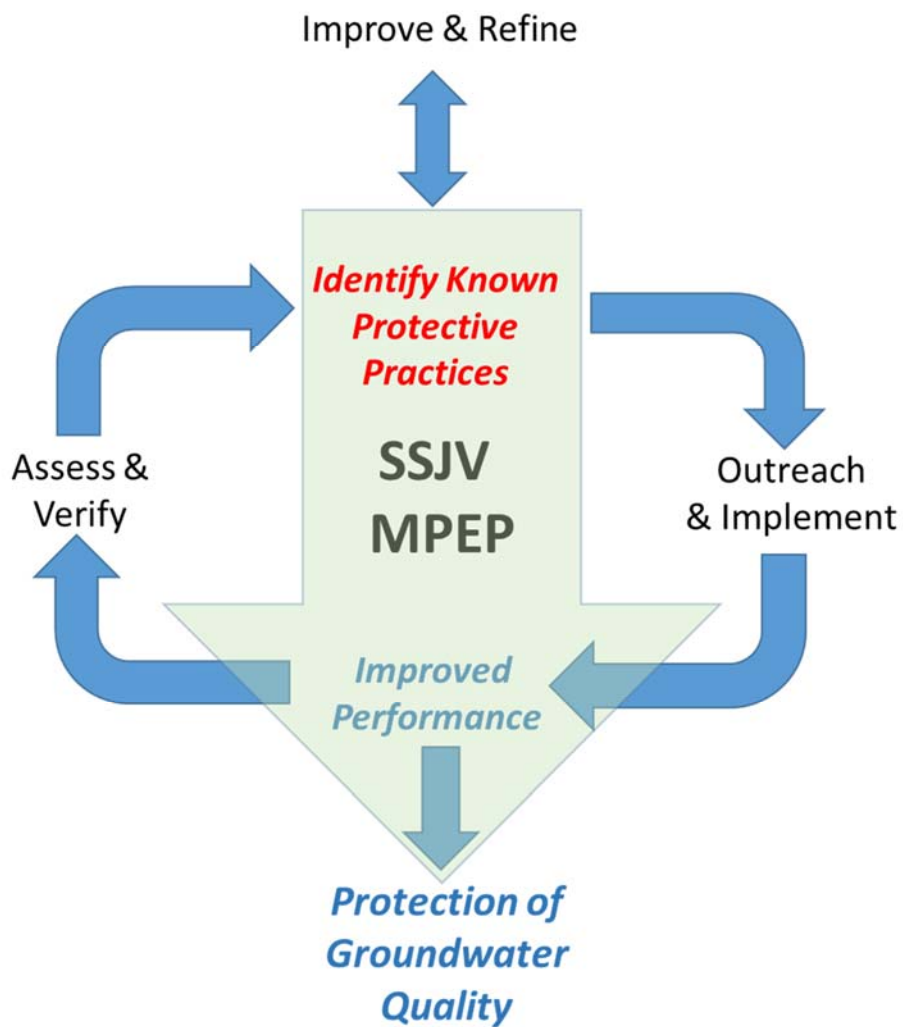 Improve & Refine
Identify Known
Protective
Practices
SSJV
MPEP
Assess &
Verify
Outreach
& Implement
Improved
Performance
Protection of
Groundwater
Quality